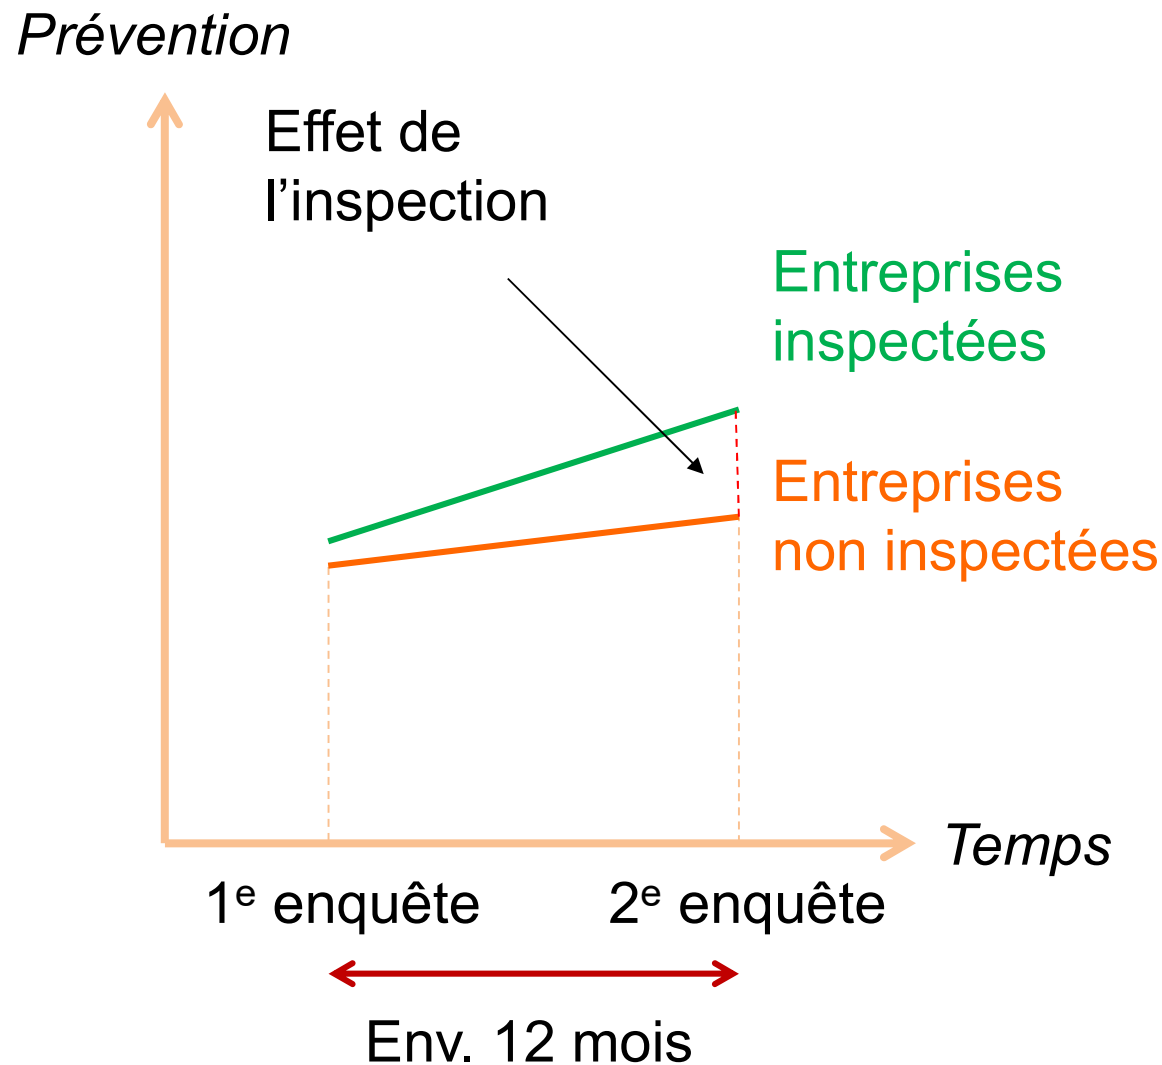 Prévention
Effet de
l’inspection
Entreprises
inspectées
Entreprises
non inspectées
Temps
1e enquête
2e enquête
Env. 12 mois